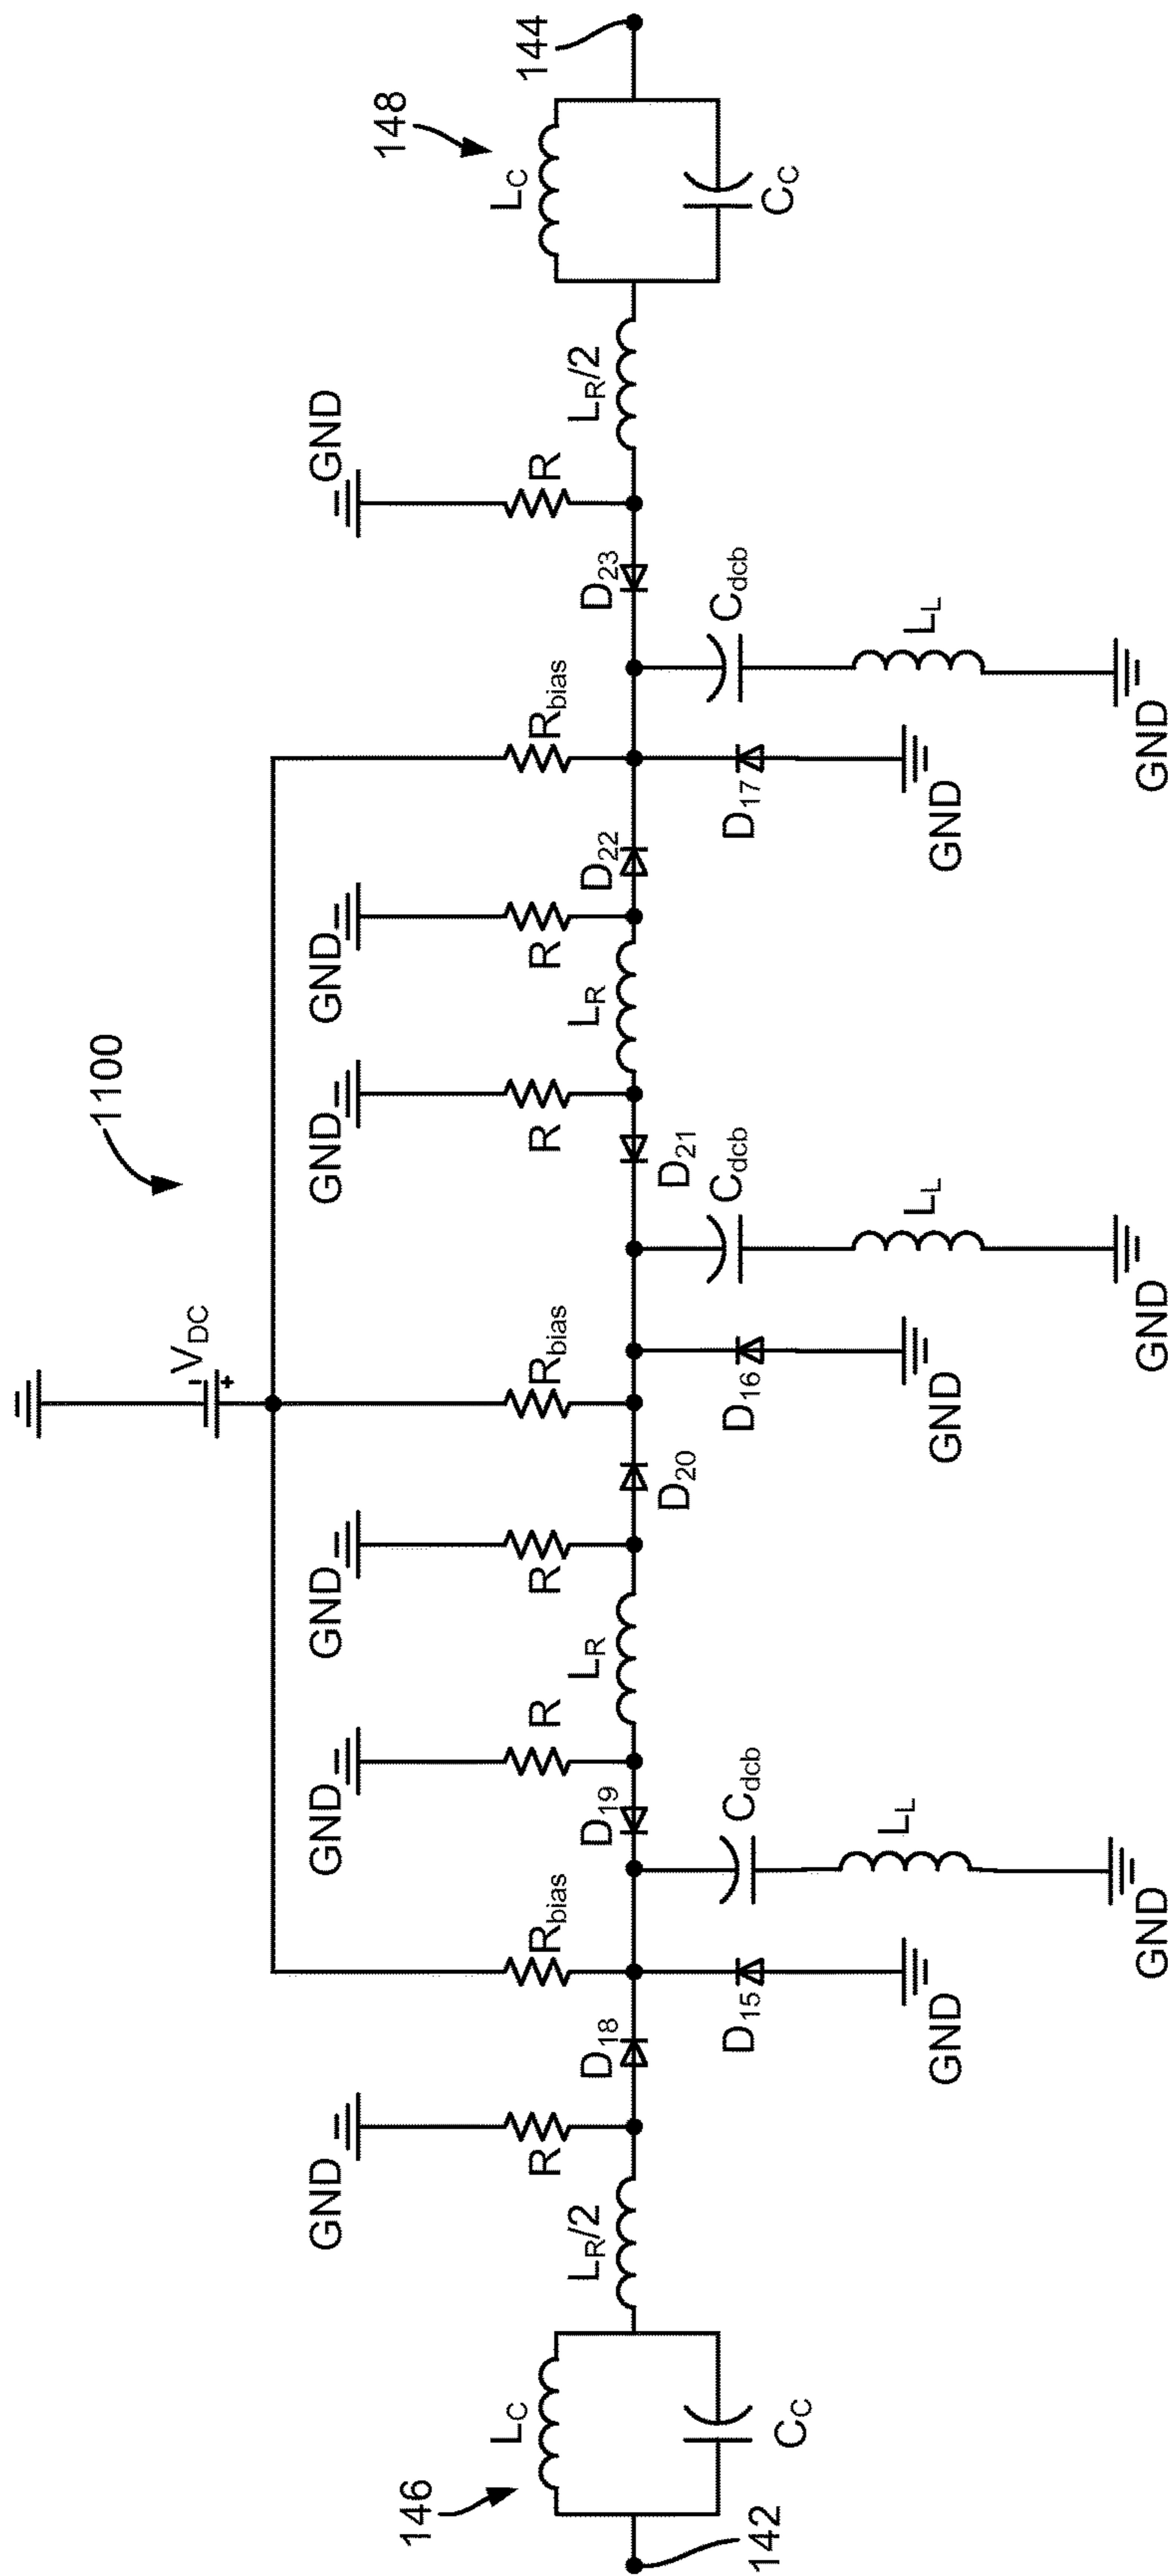 1100
V_DC
-
+
GND
GND
GND
GND
GND
GND
R
R
R
R
R
R
R_bias
R_bias
R_bias
146
L_C
C_C
142
L_R/2
D_18
D_19
L_R
D_20
D_21
L_R
D_22
D_23
L_R/2
148
L_C
C_C
144
D_15
C_dcb
L_L
GND
GND
D_16
C_dcb
L_L
GND
GND
D_17
C_dcb
L_L
GND
GND